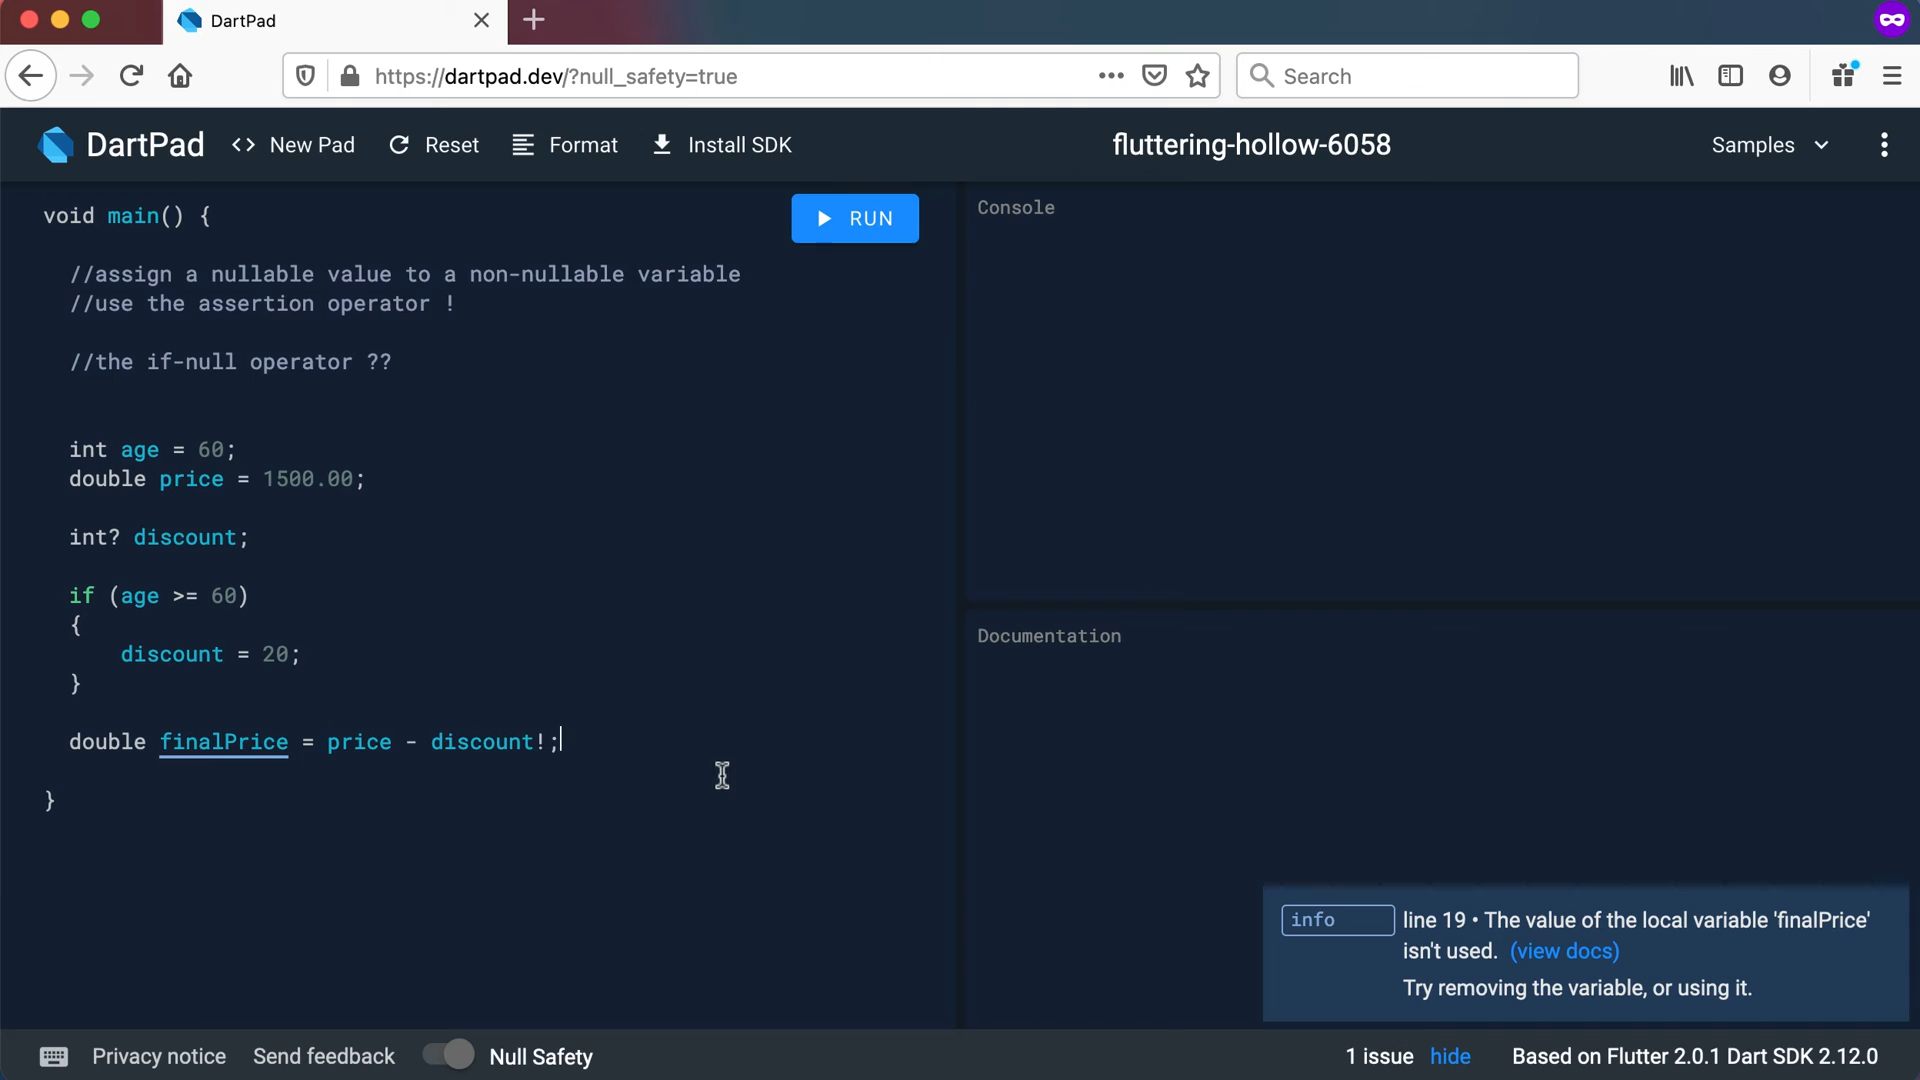 DartPad
https://dartpad.dev/?null_safety=true
Search
DartPad
New Pad
Reset
Format
Install SDK
fluttering-hollow-6058
Samples
void main() {
RUN
//assign a nullable value to a non-nullable variable
//use the assertion operator !
//the if-null operator ??
int age = 60;
double price = 1500.00;
int? discount;
if (age >= 60)
{
discount = 20;
}
double finalPrice = price - discount!;
}
Console
Documentation
info
line 19 • The value of the local variable 'finalPrice'
isn't used. (view docs)
Try removing the variable, or using it.
Privacy notice
Send feedback
Null Safety
1 issue hide
Based on Flutter 2.0.1 Dart SDK 2.12.0